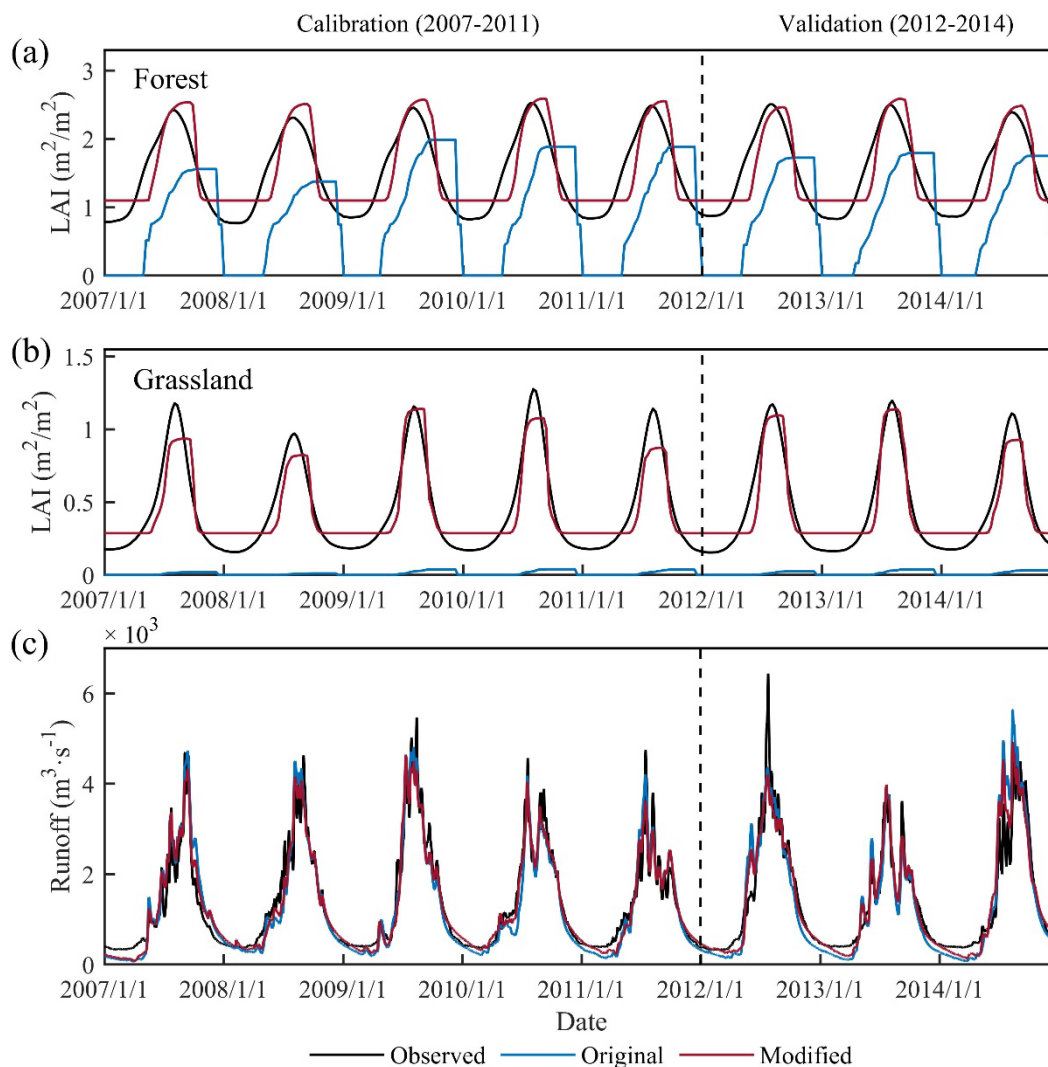 Calibration (2007-2011) Validation (2012-2014)
(a)
Forest
LAI (m²/m²)
3
2
1
0
2007/1/1 2008/1/1 2009/1/1 2010/1/1 2011/1/1 2012/1/1 2013/1/1 2014/1/1
(b)
Grassland
LAI (m²/m²)
1.5
1
0.5
0
2007/1/1 2008/1/1 2009/1/1 2010/1/1 2011/1/1 2012/1/1 2013/1/1 2014/1/1
(c)
× 10³
Runoff (m³·s⁻¹)
6
4
2
0
2007/1/1 2008/1/1 2009/1/1 2010/1/1 2011/1/1 2012/1/1 2013/1/1 2014/1/1
Date
Observed Original Modified